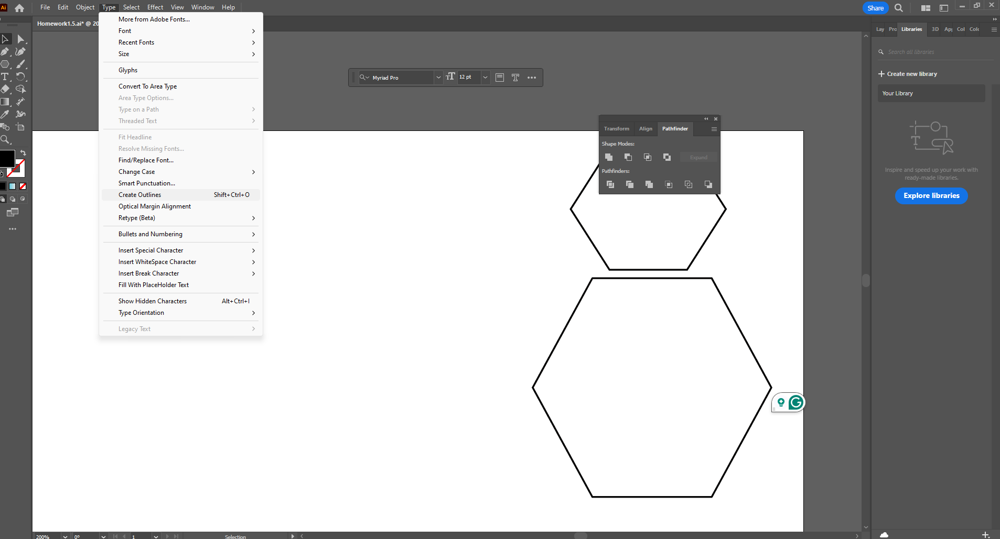 Ai
File Edit Object Type Select Effect View Window Help
Share
Homework1.5.ai* @ 20
More from Adobe Fonts...
Font
Recent Fonts
Size
Glyphs
Convert To Area Type
Area Type Options...
Type on a Path
Threaded Text
Fit Headline
Resolve Missing Fonts...
Find/Replace Font...
Change Case
Smart Punctuation...
Create Outlines Shift+Ctrl+O
Optical Margin Alignment
Retype (Beta)
Bullets and Numbering
Insert Special Character
Insert WhiteSpace Character
Insert Break Character
Fill With PlaceHolder Text
Show Hidden Characters Alt+Ctrl+I
Type Orientation
Legacy Text
Myriad Pro 12 pt
Transform Align Pathfinder
Shape Modes:
Expand
Pathfinders:
Lay Pro Libraries 3D App Col Colo
Search all libraries
Create new library
Your Library
Inspire and speed up your work with
ready-made libraries.
Explore libraries
200% 0° 1 Selection